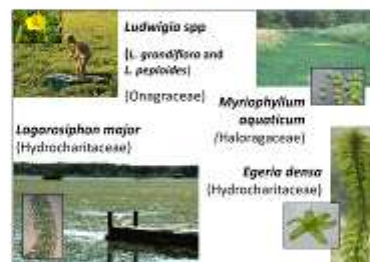 Ludwigia spp
(L. grandiflora and
L. peploides)
(Onagraceae)
Myriophyllum
aquaticum
(Haloragaceae)
Lagarosiphon major
(Hydrocharitaceae)
Egeria densa
(Hydrocharitaceae)